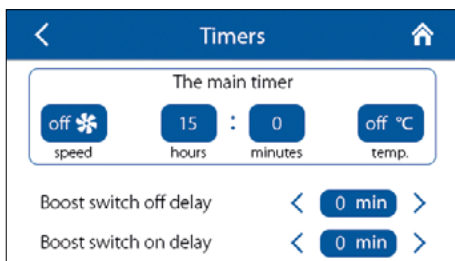 Timers
The main timer
off 15 : 0 off °C
speed hours minutes temp.
Boost switch off delay 0 min
Boost switch on delay 0 min